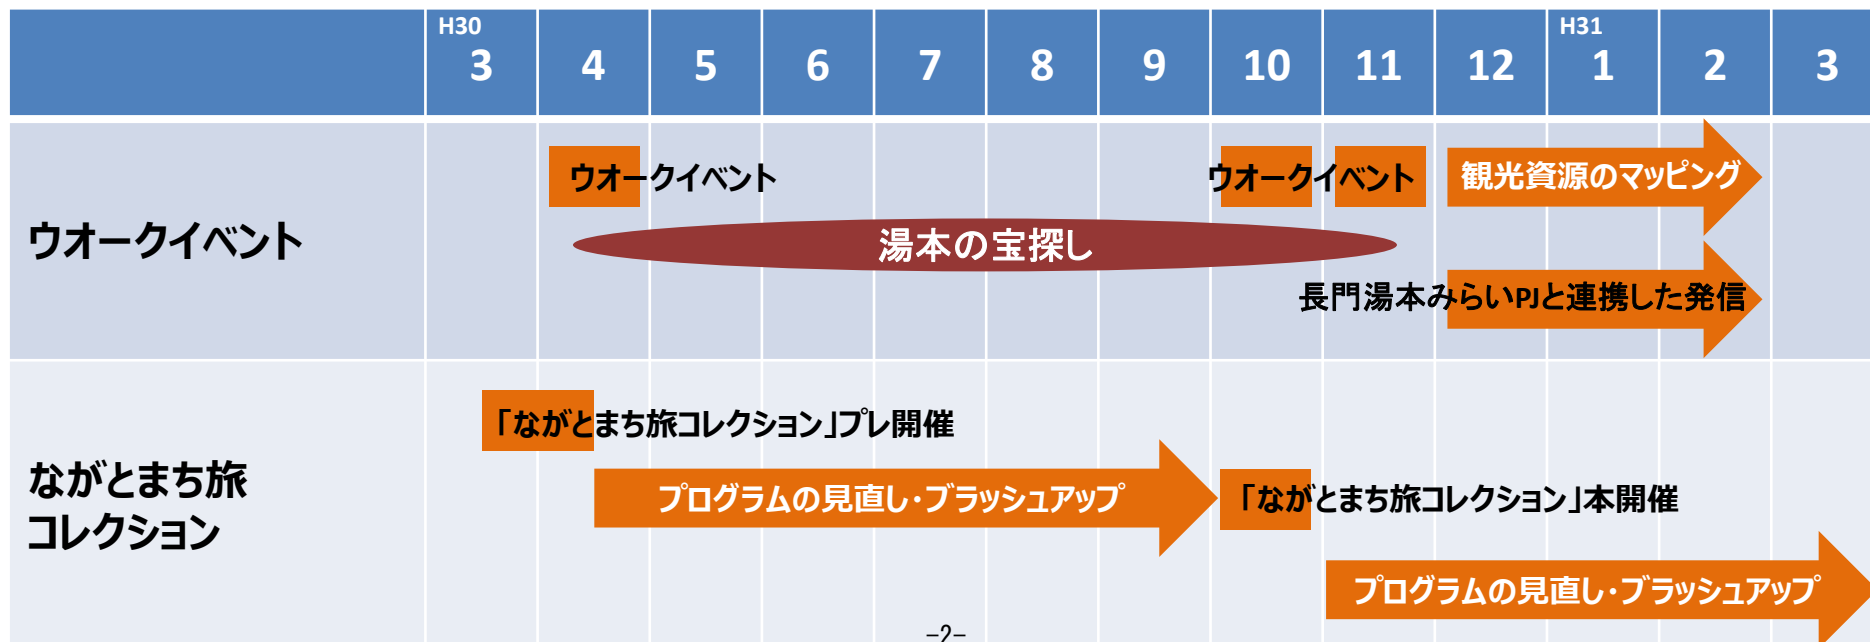 H30 H31
3 4 5 6 7 8 9 10 11 12 1 2 3
ウオークイベント
ウオークイベント ウオークイベント 観光資源のマッピング
湯本の宝探し
長門湯本みらいPJと連携した発信
ながとまち旅
コレクション
「ながとまち旅コレクション」プレ開催
プログラムの見直し・ブラッシュアップ 「ながとまち旅コレクション」本開催
プログラムの見直し・ブラッシュアップ
-2-